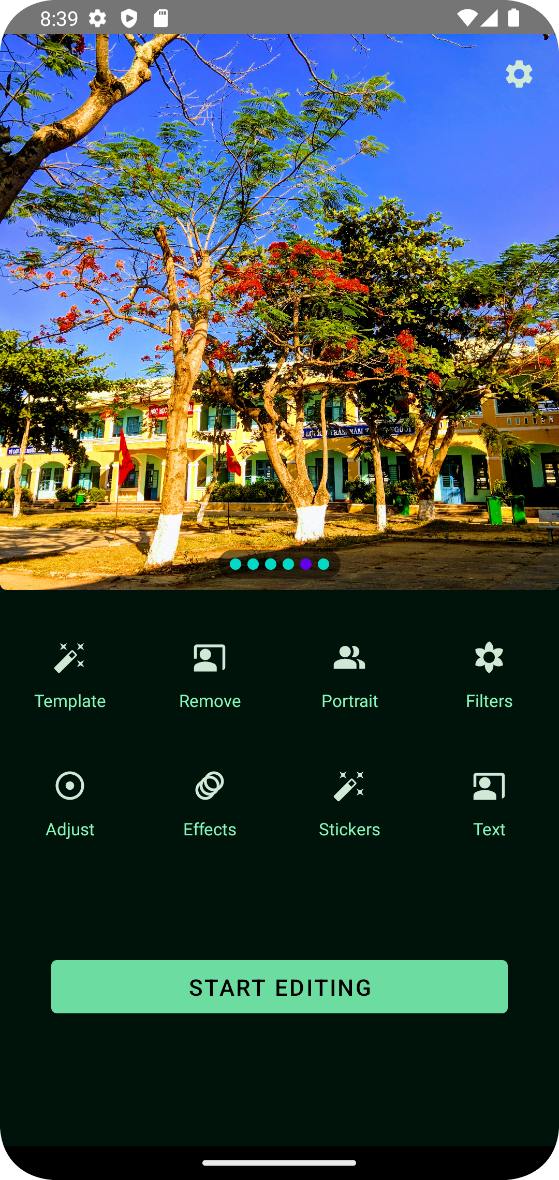 8:39
Template
Remove
Portrait
Filters
Adjust
Effects
Stickers
Text
START EDITING